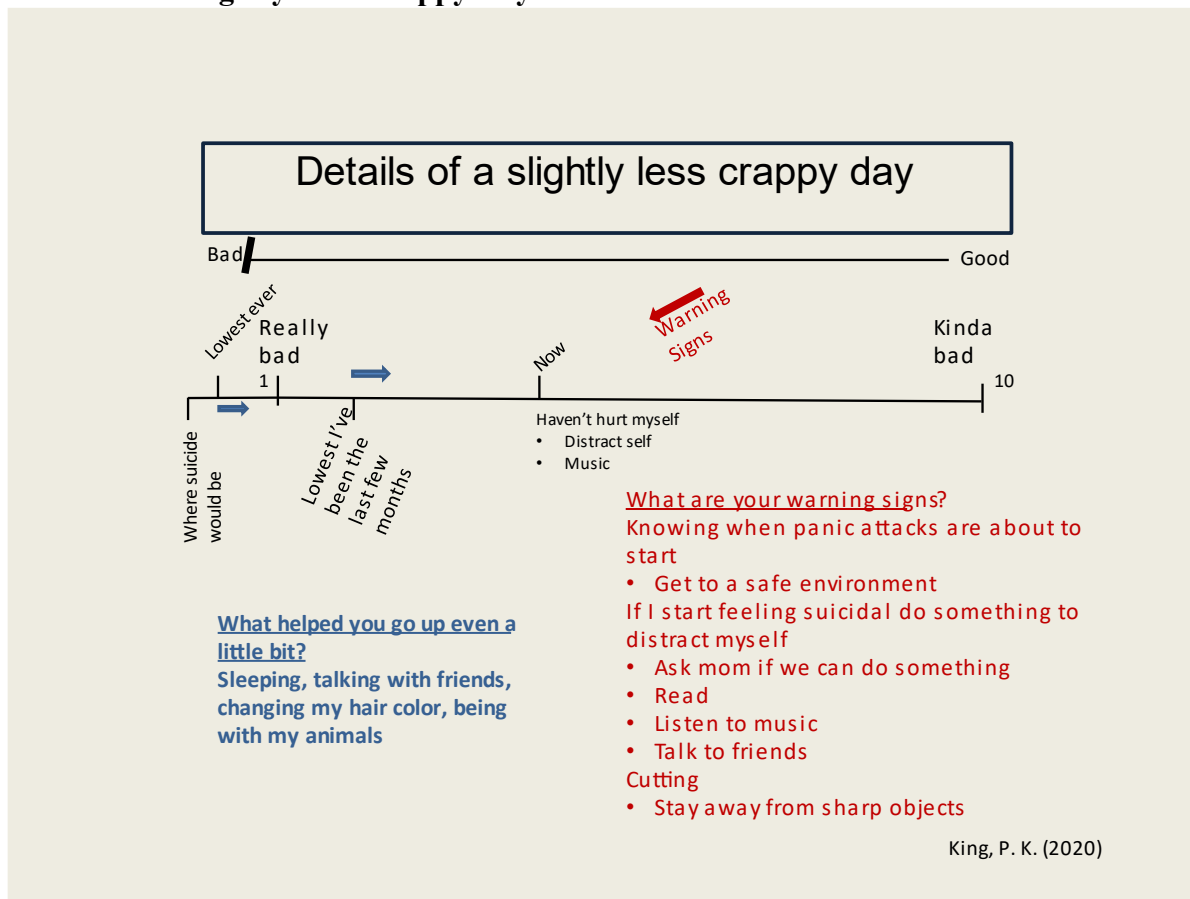 Details of a slightly less crappy day
Bad
Good
Lowest ever
Really
bad
1
Now
Warning
Signs
Kinda
bad
10
Where suicide
would be
Lowest I've
been the
last few
months
Haven't hurt myself
• Distract self
• Music
What are your warning signs?
Knowing when panic attacks are about to
start
• Get to a safe environment
If I start feeling suicidal do something to
distract myself
• Ask mom if we can do something
• Read
• Listen to music
• Talk to friends
Cutting
• Stay away from sharp objects
What helped you go up even a
little bit?
Sleeping, talking with friends,
changing my hair color, being
with my animals
King, P. K. (2020)